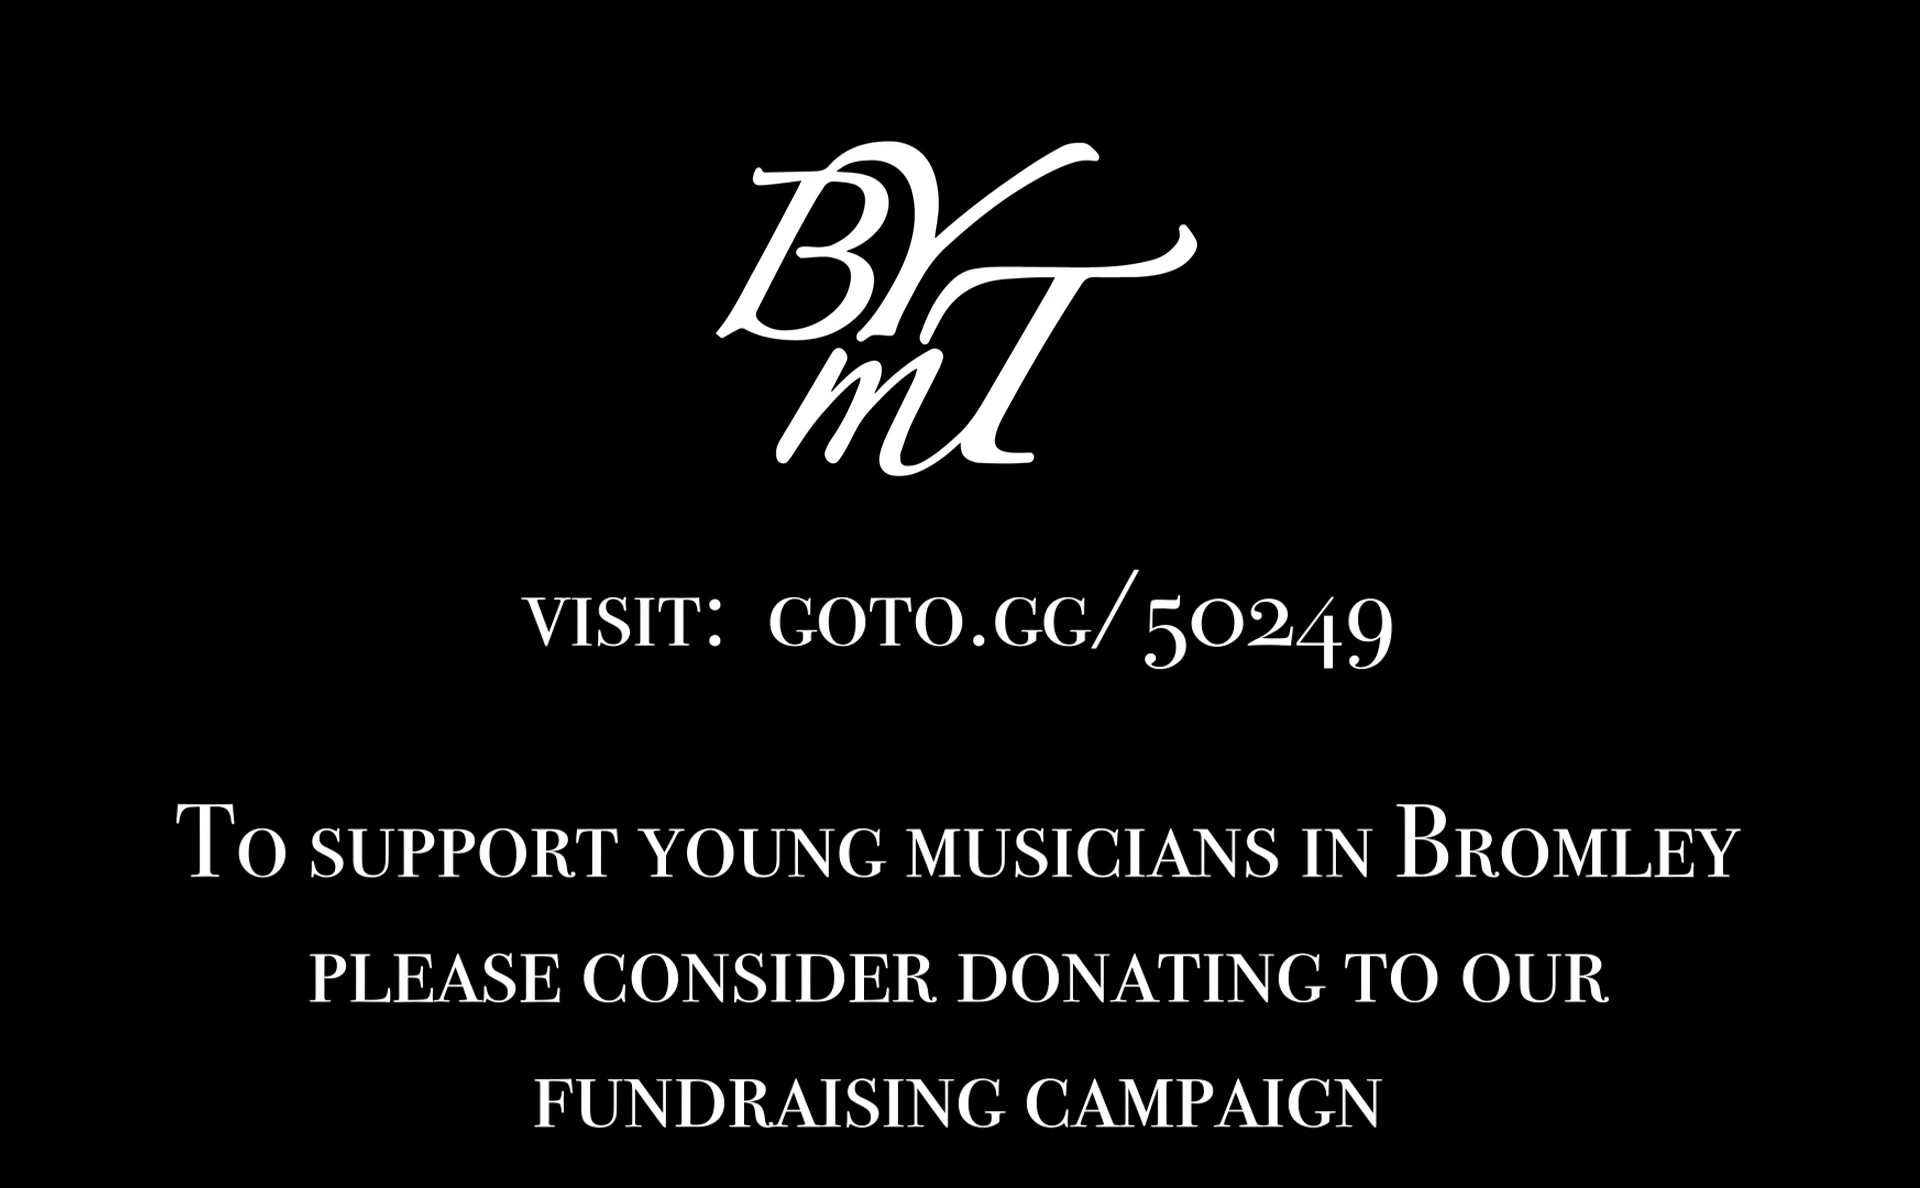 BYmT
visit: goto.gg/50249
To support young musicians in Bromley
please consider donating to our
fundraising campaign